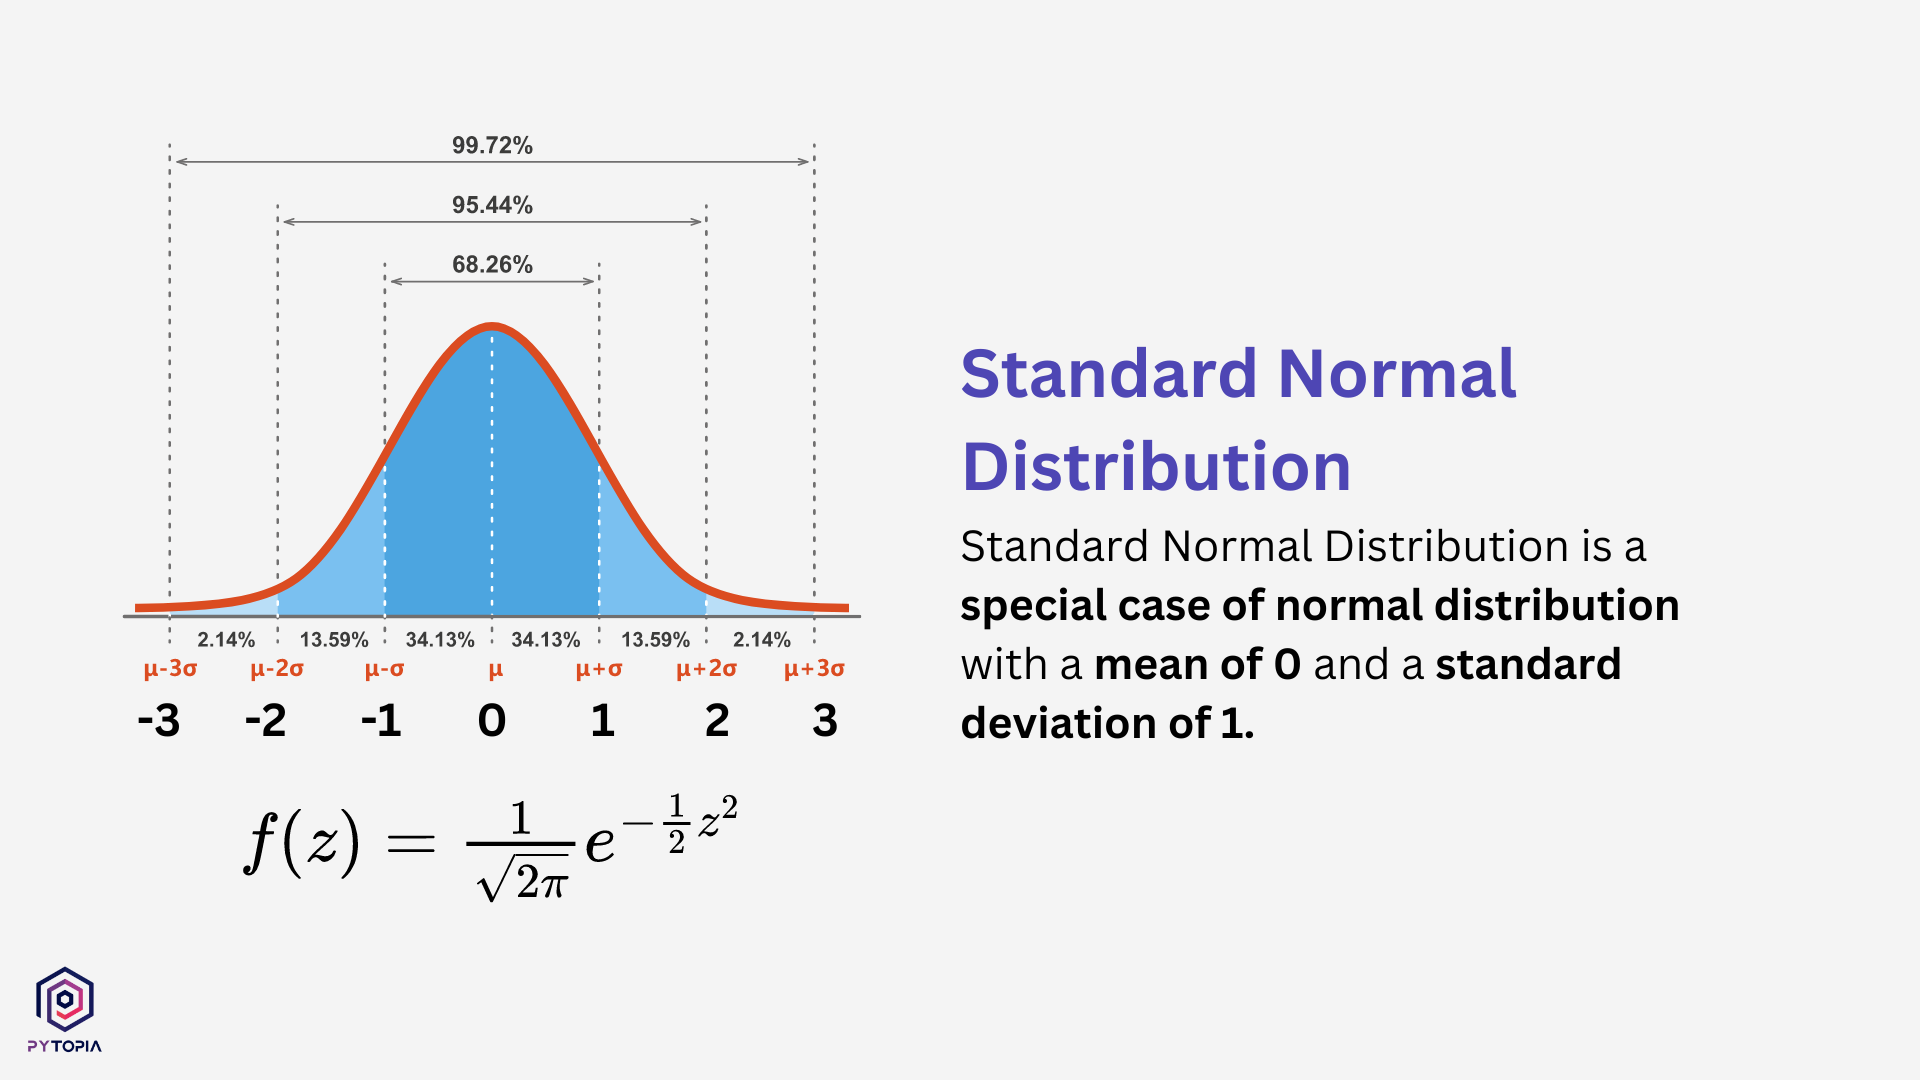 99.72%
95.44%
68.26%
2.14% 13.59% 34.13% 34.13% 13.59% 2.14%
μ-3σ μ-2σ μ-σ μ μ+σ μ+2σ μ+3σ
-3 -2 -1 0 1 2 3
f(z) = \frac{1}{\sqrt{2π}} e^{-\frac{1}{2}z^2}
Standard Normal
Distribution
Standard Normal Distribution is a
special case of normal distribution
with a mean of 0 and a standard
deviation of 1.
PYTOPIA